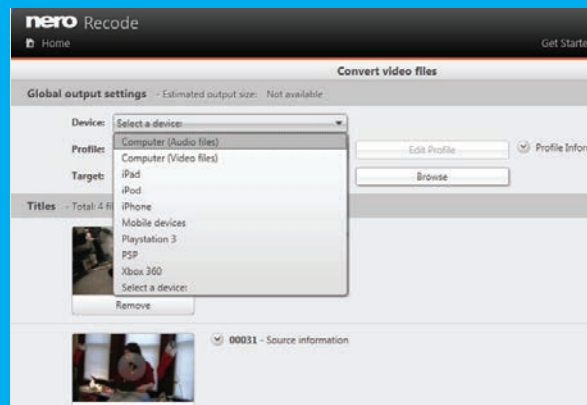 nero Recode
Home
Get Starte
Convert video files
Global output settings - Estimated output size: Not available
Device: Select a device:
Computer (Audio files)
Profile:
Edit Profile
Profile Infor
Computer (Video files)
Target:
iPad
Browse
iPod
Titles - Total: 4 fil
iPhone
Mobile devices
Playstation 3
PSP
Xbox 360
Select a device:
Remove
00031 - Source information